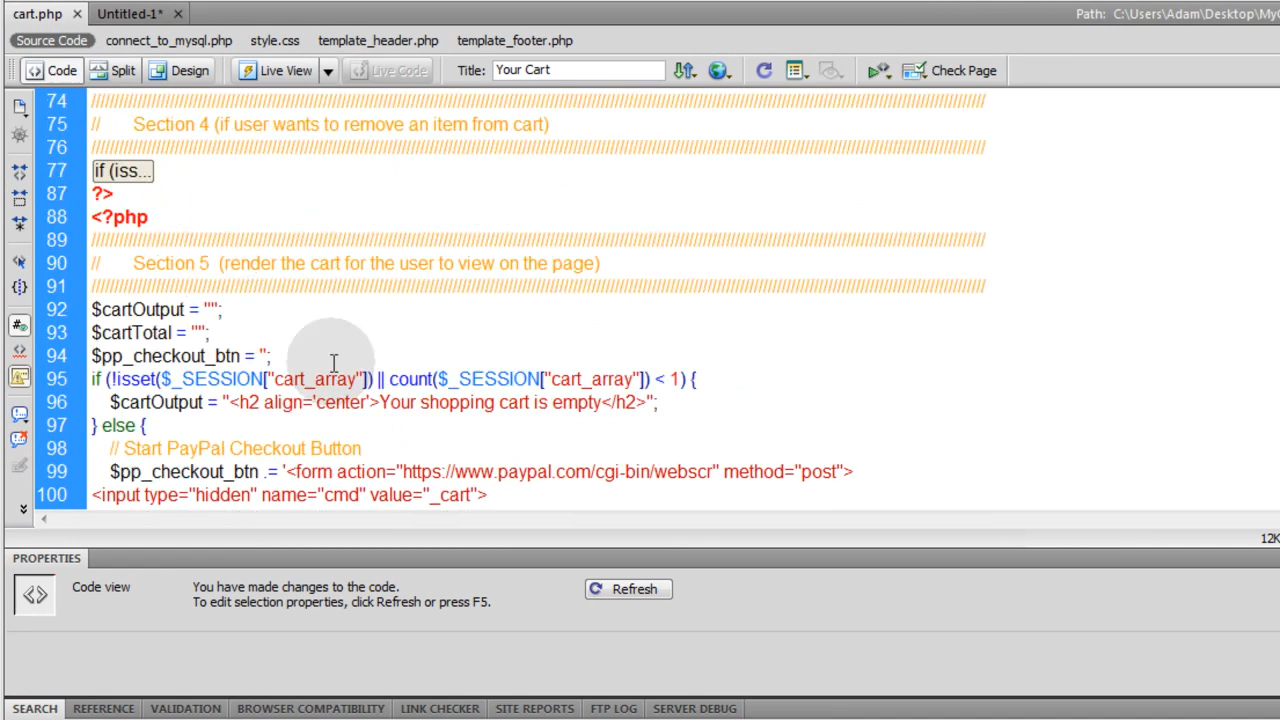 cart.php × Untitled-1* × Path: C:\Users\Adam\Desktop\MyO
Source Code connect_to_mysql.php style.css template_header.php template_footer.php
Code Split Design Live View Live Code Title: Your Cart Check Page
74 ////////////////////////////////////////////////////////////////////////////////////////////////////////////////////////////////////////////////////////////////
75 // Section 4 (if user wants to remove an item from cart)
76 ////////////////////////////////////////////////////////////////////////////////////////////////////////////////////////////////////////////////////////////////
77 if (iss...
87 ?>
88 <?php
89 ////////////////////////////////////////////////////////////////////////////////////////////////////////////////////////////////////////////////////////////////
90 // Section 5 (render the cart for the user to view on the page)
91 ////////////////////////////////////////////////////////////////////////////////////////////////////////////////////////////////////////////////////////////////
92 $cartOutput = "";
93 $cartTotal = "";
94 $pp_checkout_btn = '';
95 if (!isset($_SESSION["cart_array"]) || count($_SESSION["cart_array"]) < 1) {
96 $cartOutput = "<h2 align='center'>Your shopping cart is empty</h2>";
97 } else {
98 // Start PayPal Checkout Button
99 $pp_checkout_btn .= '<form action="https://www.paypal.com/cgi-bin/webscr" method="post">
100 <input type="hidden" name="cmd" value="_cart">
12K
PROPERTIES
Code view You have made changes to the code. Refresh
To edit selection properties, click Refresh or press F5.
SEARCH REFERENCE VALIDATION BROWSER COMPATIBILITY LINK CHECKER SITE REPORTS FTP LOG SERVER DEBUG